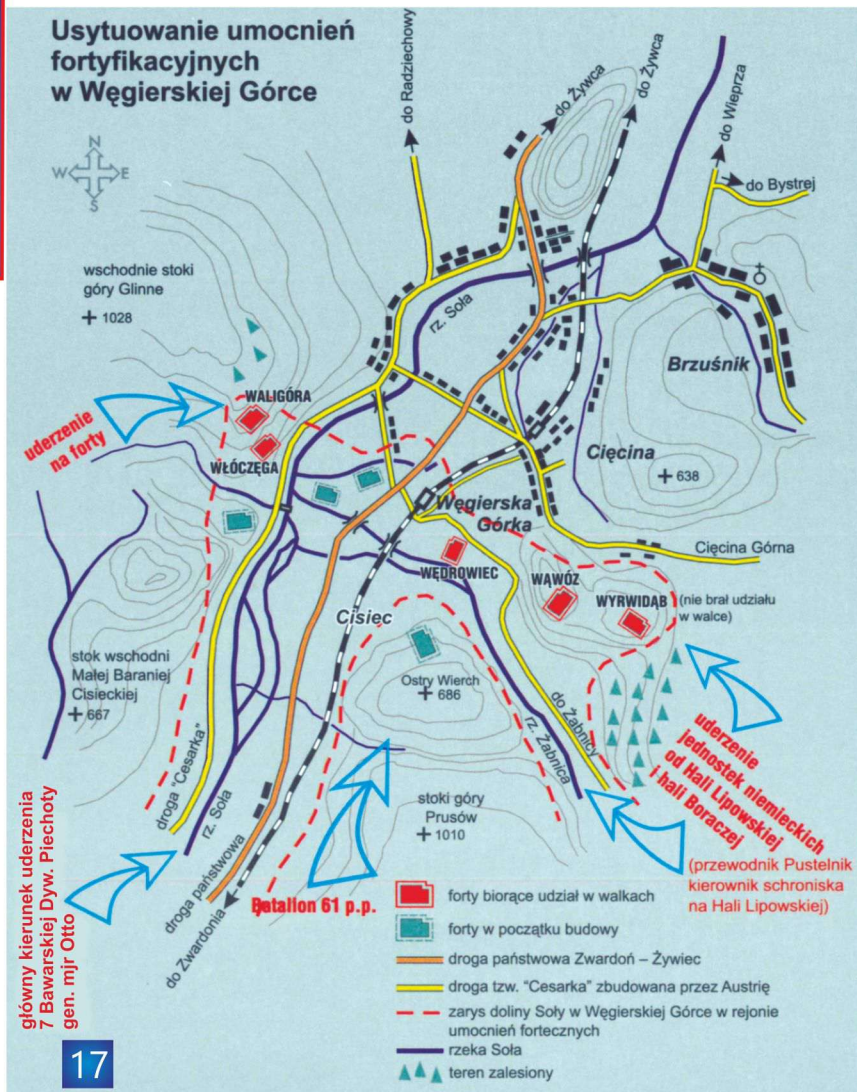 Usytuowanie umocnień
fortyfikacyjnych
w Węgierskiej Górce
N
W E
S
do Radziechowy
do Żywca
do Żywca
do Wieprza
do Bystrej
wschodnie stoki
góry Glinne
+ 1028
rz. Soła
Brzuśnik
WALIGÓRA
uderzenie
na forty
WŁÓCZĘGA
Cięcina
+ 638
Węgierska
Górka
Cięcina Górna
WĘDROWIEC
WĄWÓZ
WYRWIDĄB
(nie brał udziału
w walce)
Cisiec
stok wschodni
Małej Baraniej
Cisieckiej
+ 667
Ostry Wierch
+ 686
do Żabnicy
rz. Żabnica
droga "Cesarka"
rz. Soła
stoki góry
Prusów
+ 1010
uderzenie
jednostek niemieckich
od Hali Lipowskiej
i hali Boraczej
(przewodnik Pustelnik
kierownik schroniska
na Hali Lipowskiej)
główny kierunek uderzenia
7 Bawarskiej Dyw. Piechoty
gen. mjr Otto
droga państwowa
do Zwardonia
Batallon 61 p.p.
forty biorące udział w walkach
forty w początku budowy
droga państwowa Zwardoń – Żywiec
droga tzw. "Cesarka" zbudowana przez Austrię
zarys doliny Soły w Węgierskiej Górce w rejonie
umocnień fortecznych
rzeka Soła
teren zalesiony
17